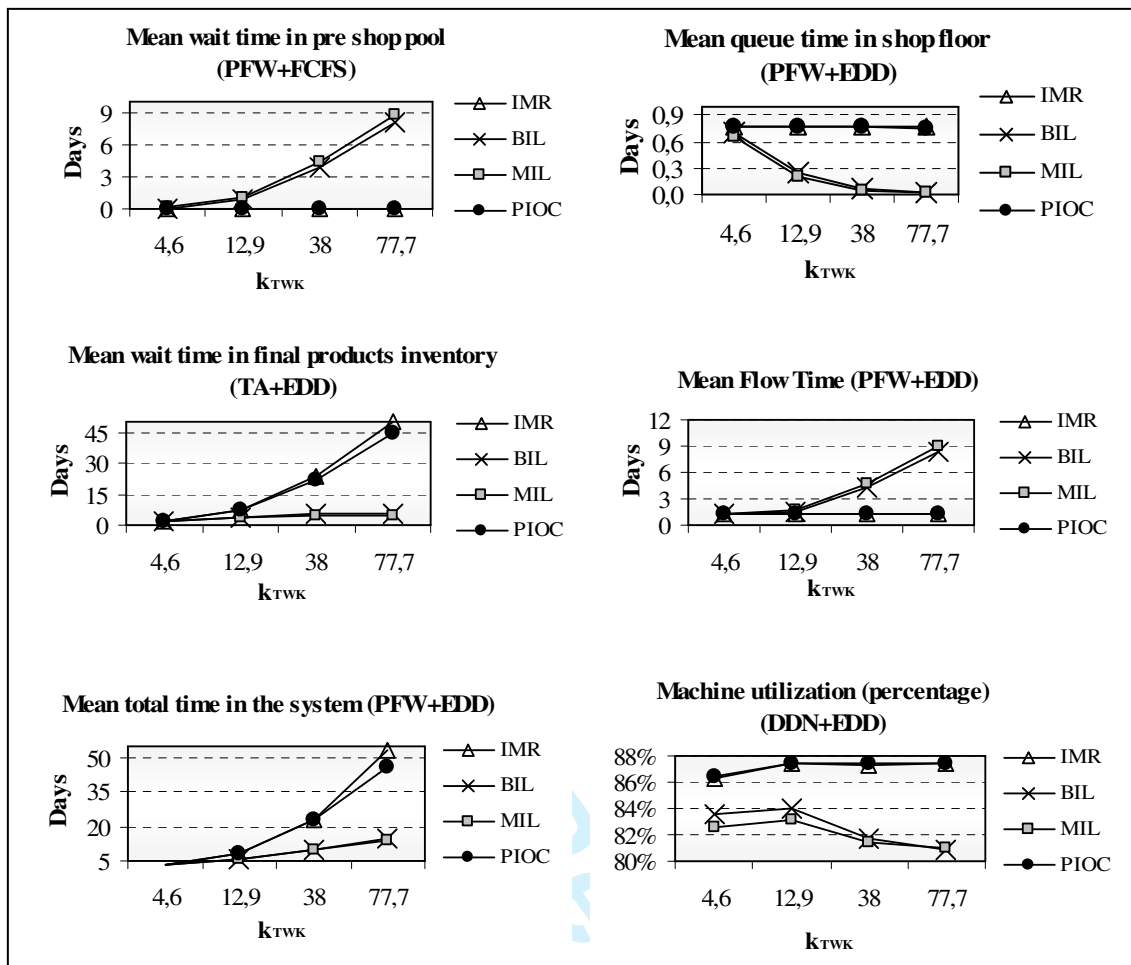 Mean wait time in pre shop pool
(PFW+FCFS)
Days
9
6
3
0
4,6 12,9 38 77,7
kTWK
IMR
BIL
MIL
PIOC
Mean queue time in shop floor
(PFW+EDD)
Days
0,9
0,6
0,3
0,0
4,6 12,9 38 77,7
kTWK
IMR
BIL
MIL
PIOC
Mean wait time in final products inventory
(TA+EDD)
Days
45
30
15
0
4,6 12,9 38 77,7
kTWK
IMR
BIL
MIL
PIOC
Mean Flow Time (PFW+EDD)
Days
12
9
6
3
0
4,6 12,9 38 77,7
kTWK
IMR
BIL
MIL
PIOC
Mean total time in the system (PFW+EDD)
Days
50
35
20
5
4,6 12,9 38 77,7
kTWK
IMR
BIL
MIL
PIOC
Machine utilization (percentage)
(DDN+EDD)
88%
86%
84%
82%
80%
4,6 12,9 38 77,7
kTWK
IMR
BIL
MIL
PIOC